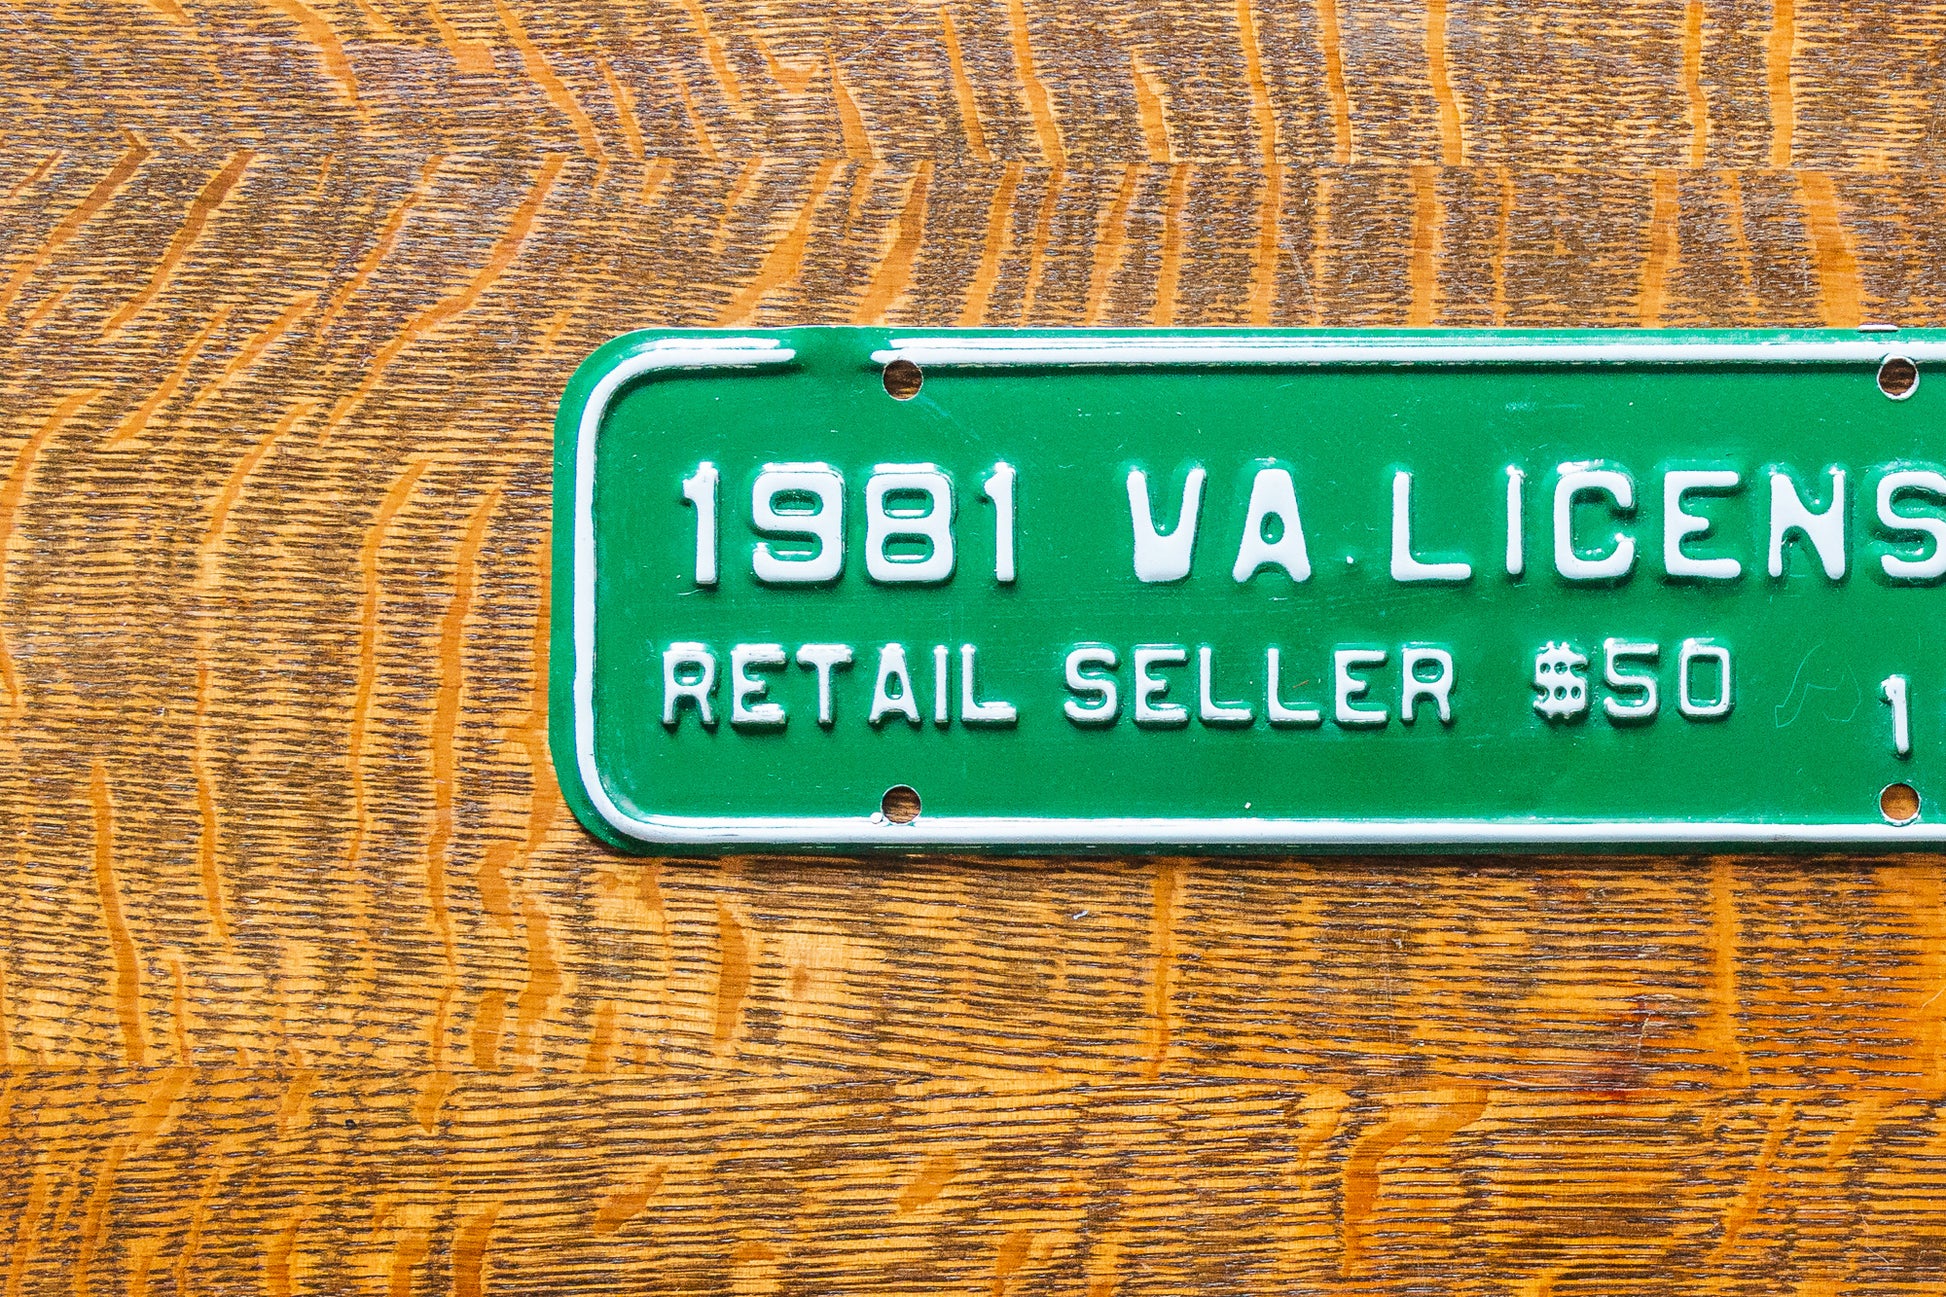 1981 VA. LICENS
RETAIL SELLER $50 1